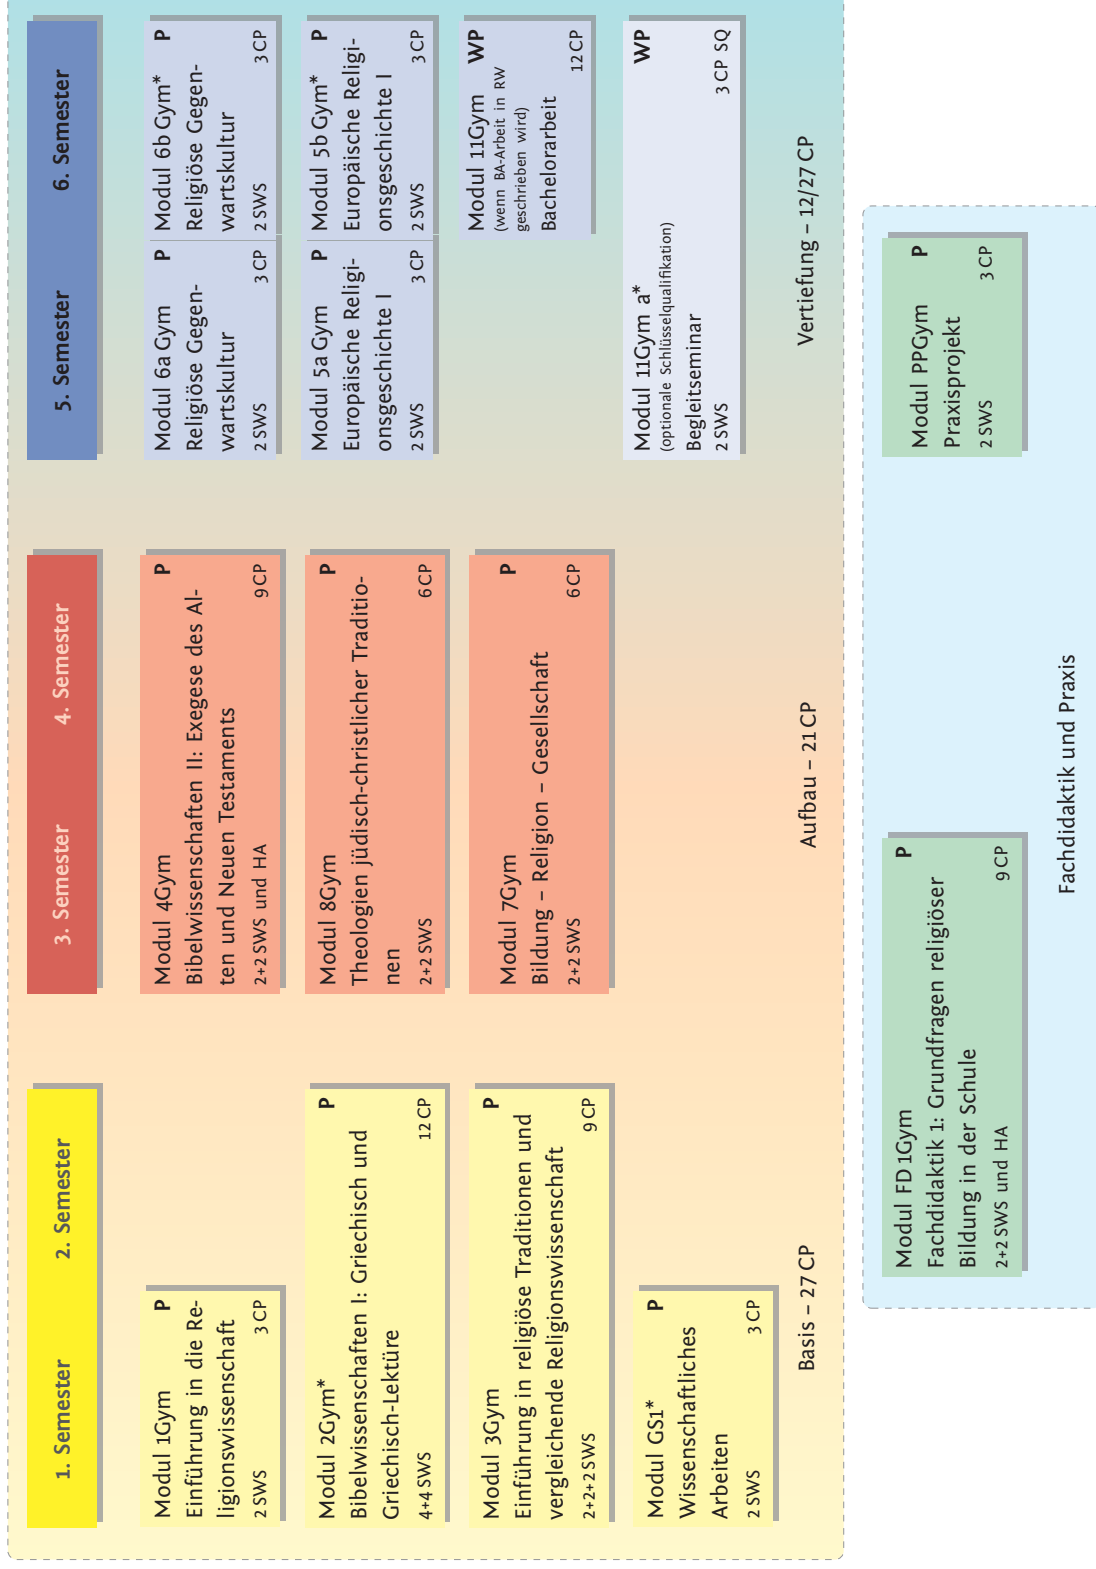 1. Semester
2. Semester
3. Semester
4. Semester
5. Semester
6. Semester
Modul 1Gym P
Einführung in die Re-
ligionswissenschaft
2 SWS 3 CP
Modul 2Gym* P
Bibelwissenschaften I: Griechisch und
Griechisch-Lektüre
4+4 SWS 12 CP
Modul 3Gym P
Einführung in religiöse Traditionen und
vergleichende Religionswissenschaft
2+2+2 SWS 9 CP
Modul GS1* P
Wissenschaftliches
Arbeiten
2 SWS 3 CP
Basis – 27 CP
Modul 4Gym P
Bibelwissenschaften II: Exegese des Al-
ten und Neuen Testaments
2+2 SWS und HA 9 CP
Modul 8Gym P
Theologien jüdisch-christlicher Traditio-
nen
2+2 SWS 6 CP
Modul 7Gym P
Bildung – Religion – Gesellschaft
2+2 SWS 6 CP
Aufbau – 21 CP
Modul 6a Gym P
Religiöse Gegen-
wartskultur
2 SWS 3 CP
Modul 6b Gym* P
Religiöse Gegen-
wartskultur
2 SWS 3 CP
Modul 5a Gym P
Europäische Religi-
onsgeschichte I
2 SWS 3 CP
Modul 5b Gym* P
Europäische Religi-
onsgeschichte I
2 SWS 3 CP
Modul 11Gym WP
(wenn BA-Arbeit in RW
geschrieben wird)
Bachelorarbeit
12 CP
Modul 11Gym a* WP
(optionale Schlüsselqualifikation)
Begleitseminar
2 SWS 3 CP SQ
Vertiefung – 12/27 CP
Modul FD 1Gym P
Fachdidaktik 1: Grundfragen religiöser
Bildung in der Schule
2+2 SWS und HA 9 CP
Modul PPGym P
Praxisprojekt
2 SWS 3 CP
Fachdidaktik und Praxis